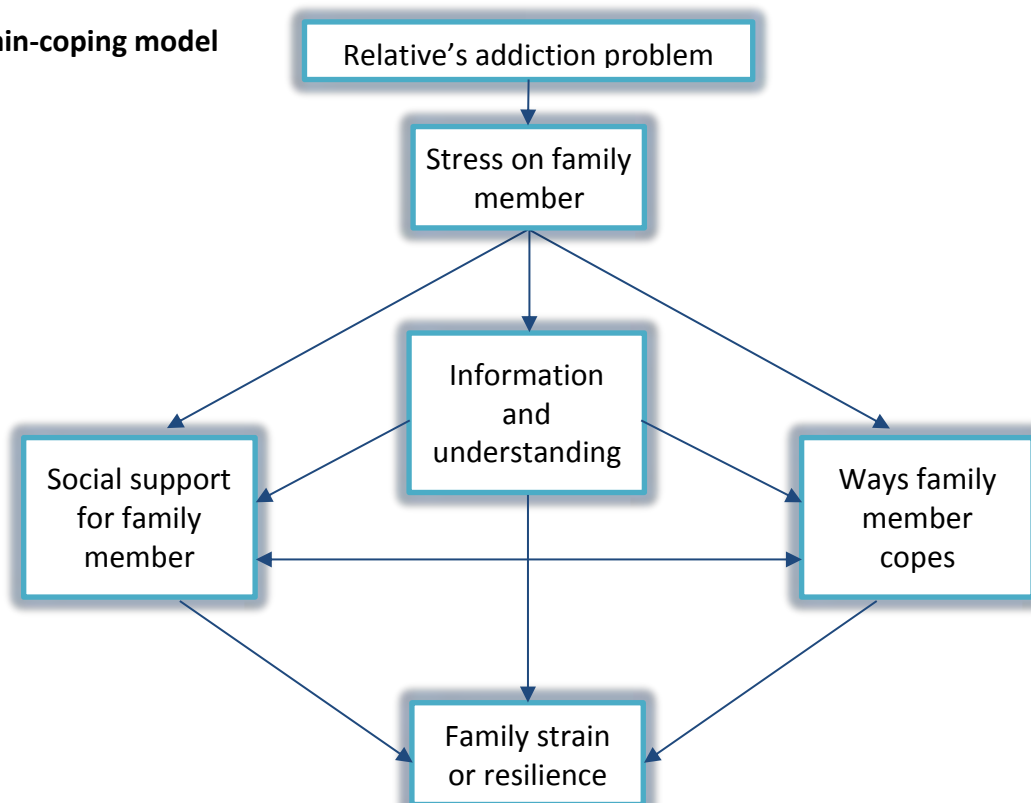 in-coping model
Relative's addiction problem
Stress on family
member
Information
and
understanding
Social support
for family
member
Ways family
member
copes
Family strain
or resilience